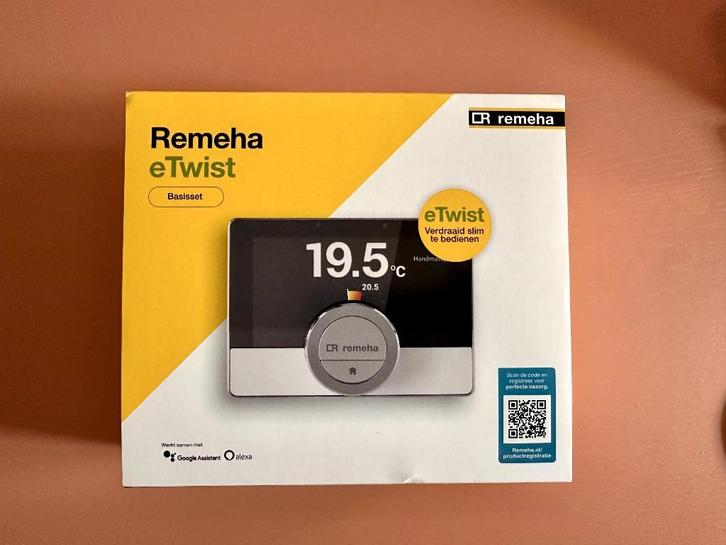 Remeha
eTwist
Basisset
remeha
eTwist
Verdraaid slim
te bedienen
19.5 °C
20.5
remeha
Scan de code en
registreer voor
perfecte nazorg.
Remeha.nl/
productregistratie
Werkt samen met
Google Assistant
alexa